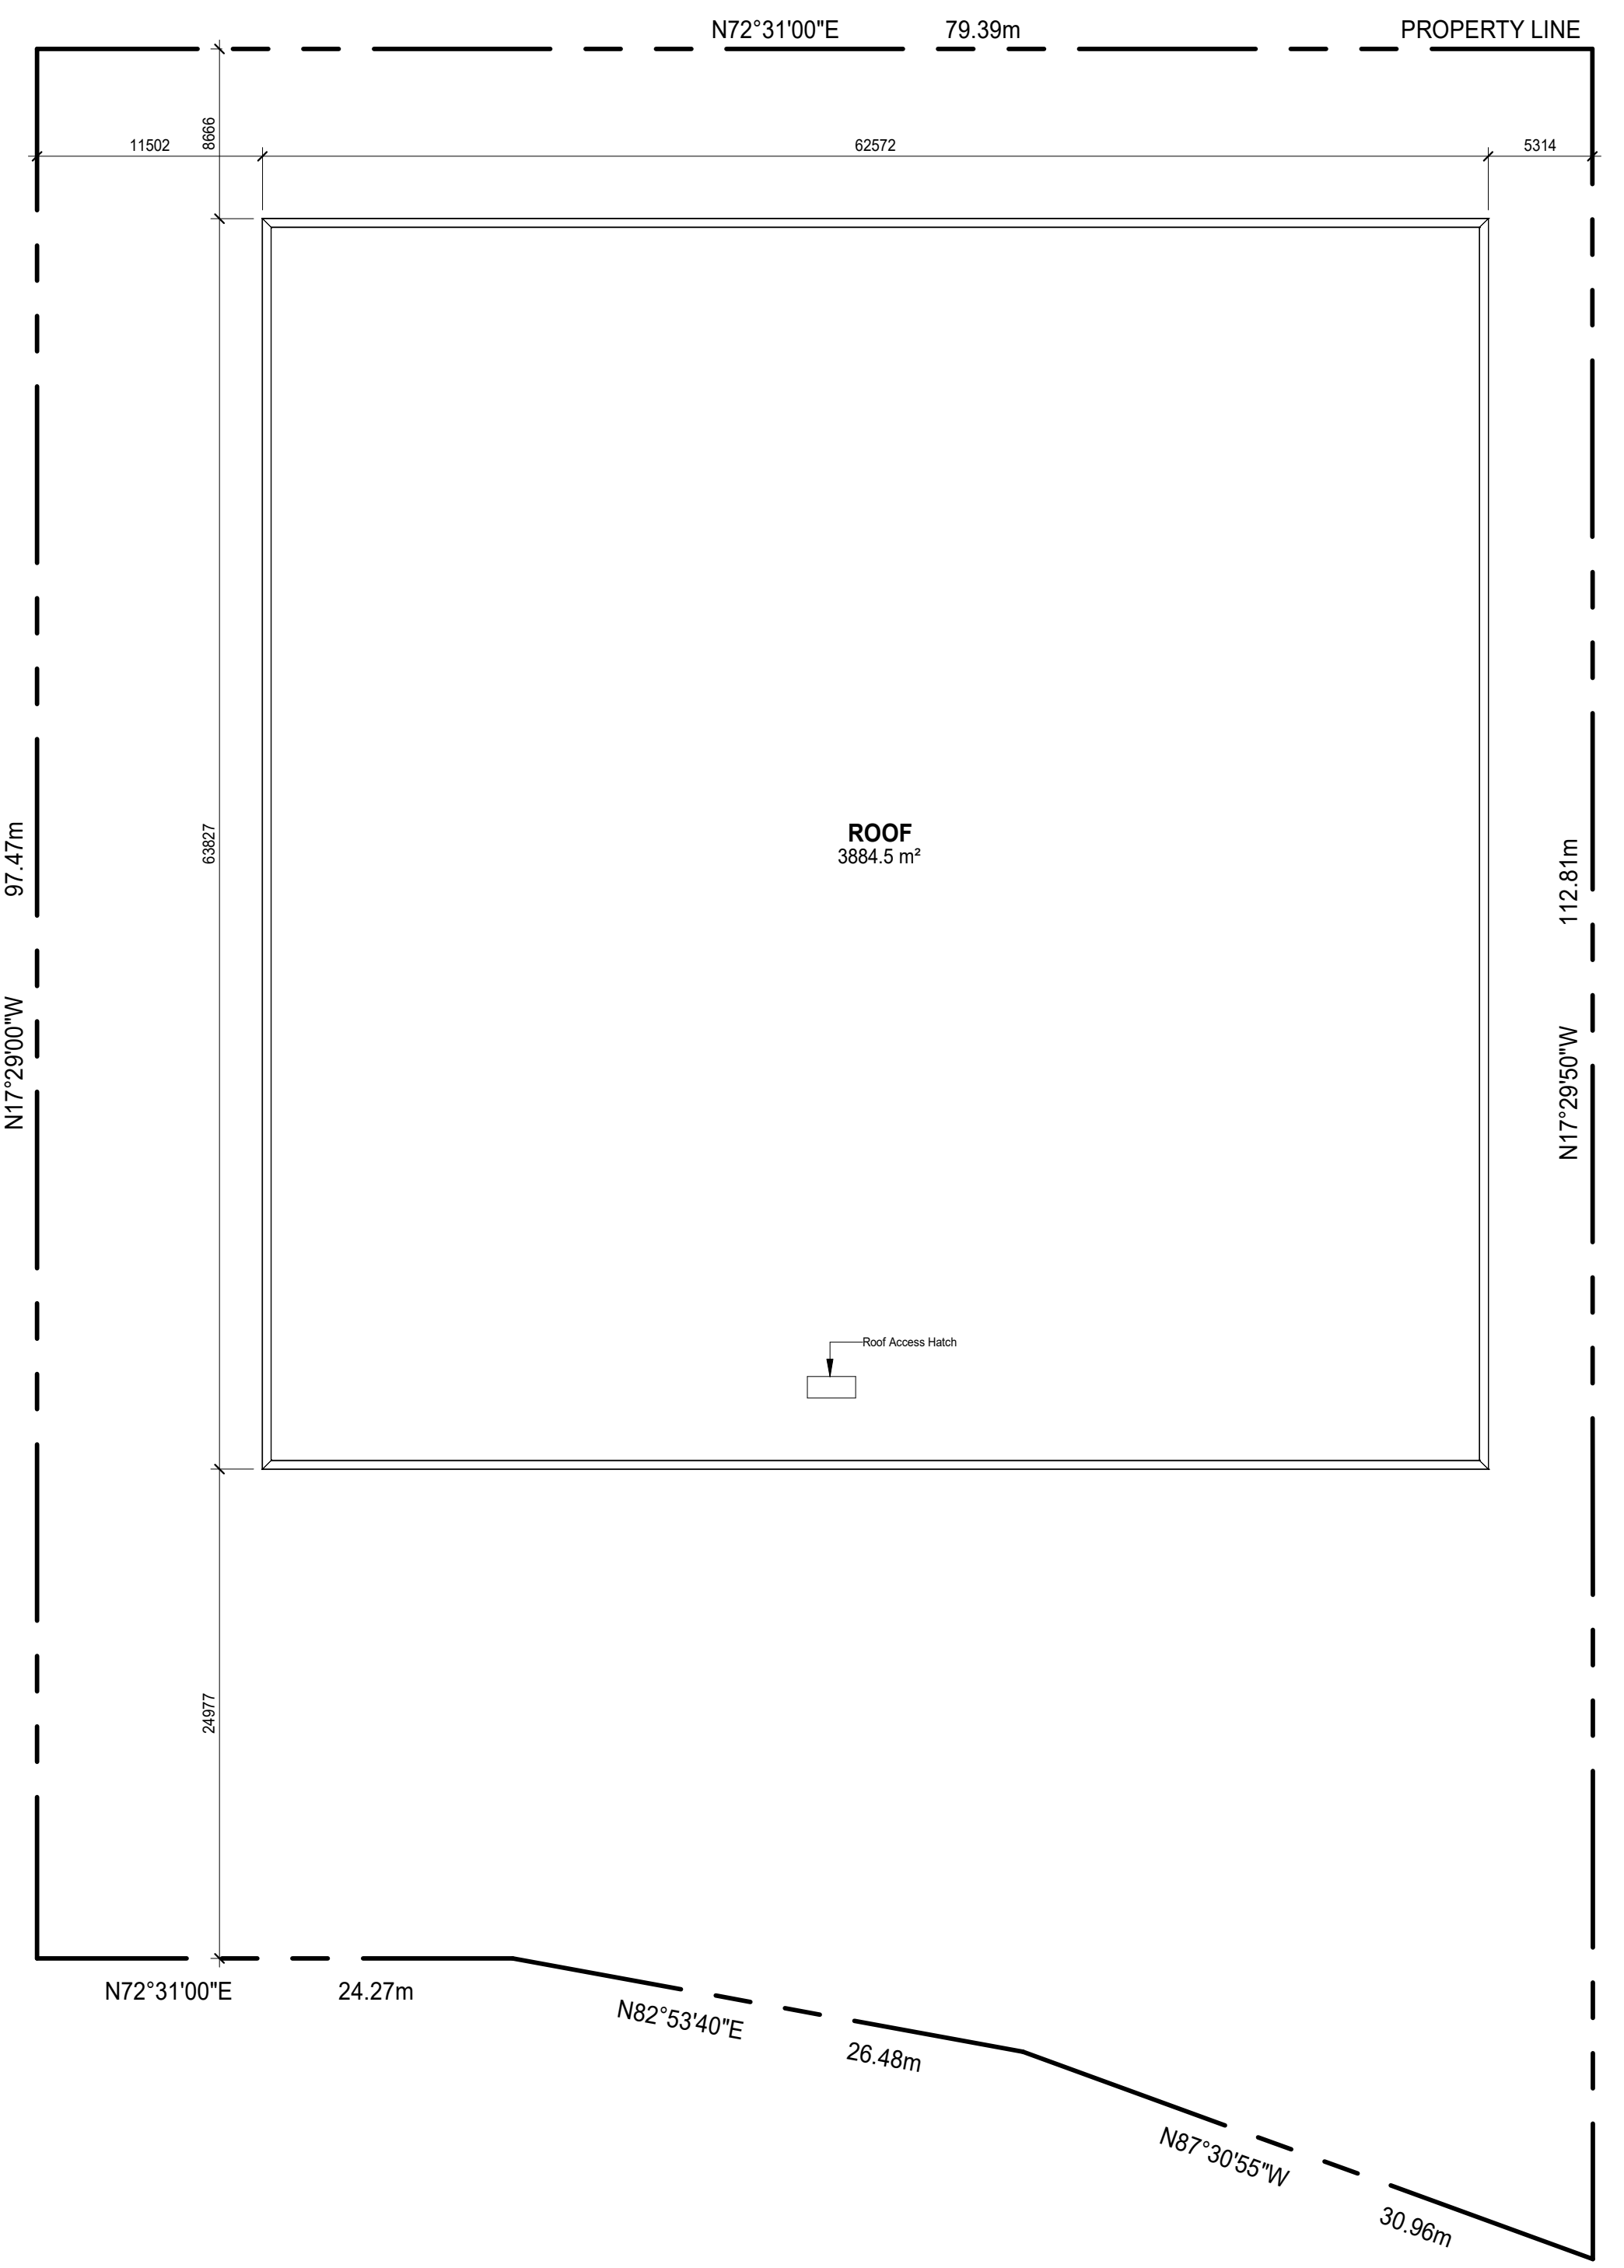 N72°31'00"E 79.39m PROPERTY LINE
11502 8666 62572 5314
ROOF
3884.5 m²
63827
97.47m
N17°29'00"W
112.81m
N17°29'50"W
Roof Access Hatch
24977
N72°31'00"E 24.27m
N82°53'40"E
26.48m
N87°30'55"W
30.96m